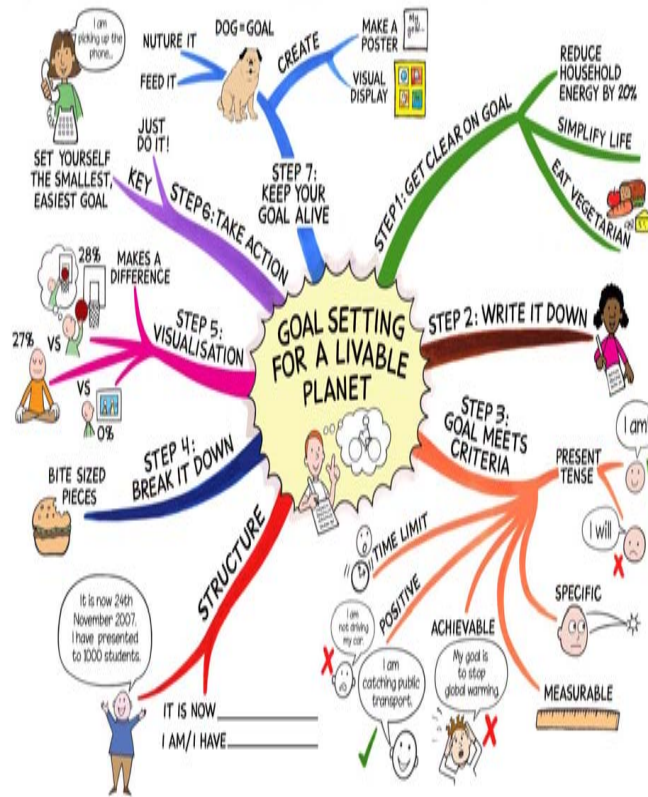 GOAL SETTING
FOR A LIVABLE
PLANET
STEP 1: GET CLEAR ON GOAL
REDUCE
HOUSEHOLD
ENERGY BY 20%
SIMPLIFY LIFE
EAT VEGETARIAN
STEP 2: WRITE IT DOWN
STEP 3:
GOAL MEETS
CRITERIA
PRESENT
TENSE
I am
I will
SPECIFIC
MEASURABLE
ACHIEVABLE
My goal is
to stop
global warming.
POSITIVE
I am
not driving
my car.
I am
catching public
transport.
TIME LIMIT
STRUCTURE
It is now 24th
November 2007.
I have presented
to 1000 students.
IT IS NOW
I AM/I HAVE
STEP 4:
BREAK IT DOWN
BITE SIZED
PIECES
STEP 5:
VISUALISATION
MAKES A
DIFFERENCE
28%
27% VS
VS
0%
STEP 6: TAKE ACTION
KEY
JUST
DO IT!
SET YOURSELF
THE SMALLEST,
EASIEST GOAL
I am
picking up the
phone...
STEP 7:
KEEP YOUR
GOAL ALIVE
DOG=GOAL
NUTURE IT
FEED IT
CREATE
MAKE A
POSTER
My
goal...
VISUAL
DISPLAY